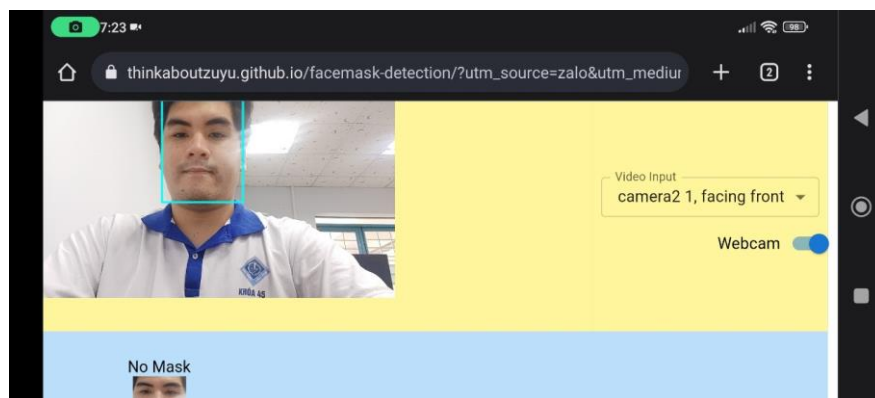 7:23
98
thinkaboutzuyu.github.io/facemask-detection/?utm_source=zalo&utm_mediur
2
Video Input
camera2 1, facing front
Webcam
KHÓA 45
No Mask